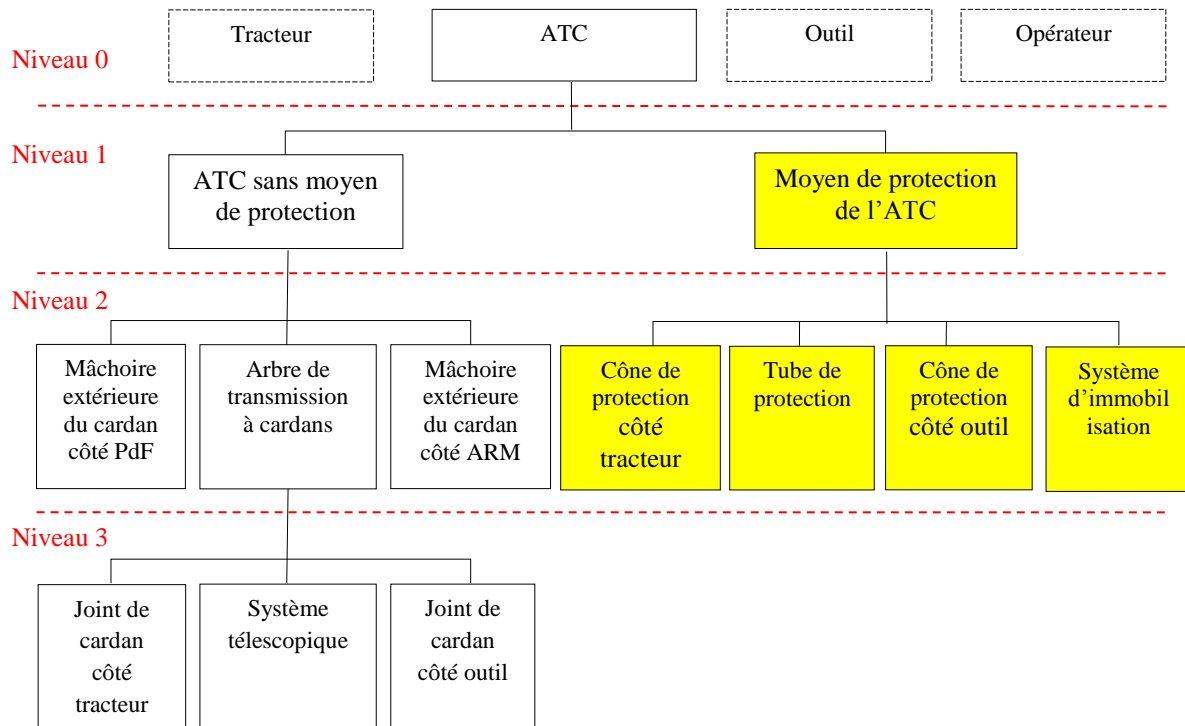 Niveau 0
Tracteur
ATC
Outil
Opérateur
Niveau 1
ATC sans moyen
de protection
Moyen de protection
de l’ATC
Niveau 2
Mâchoire
extérieure
du cardan
côté PdF
Arbre de
transmission
à cardans
Mâchoire
extérieure
du cardan
côté ARM
Cône de
protection
côté
tracteur
Tube de
protection
Cône de
protection
côté outil
Système
d’immobil
isation
Niveau 3
Joint de
cardan
côté
tracteur
Système
télescopique
Joint de
cardan
côté outil